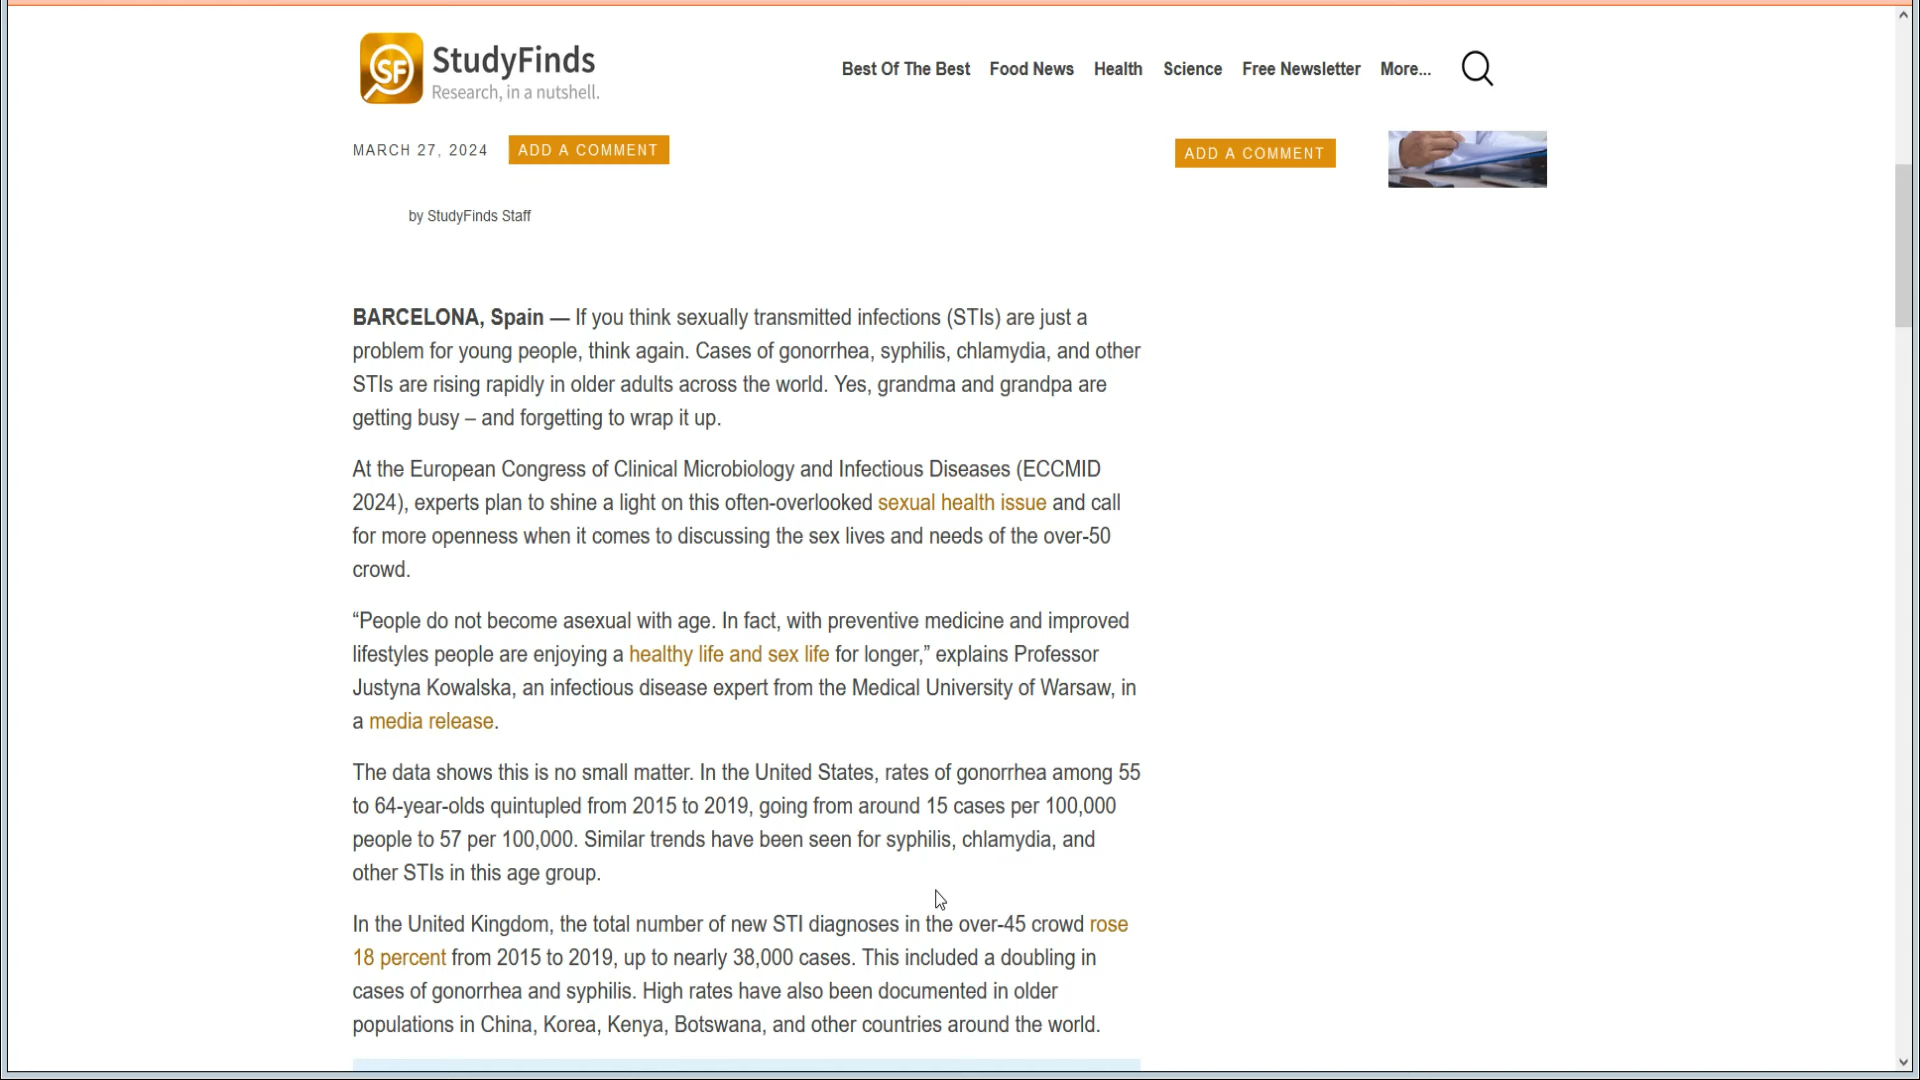 SF
StudyFinds
Research, in a nutshell.
Best Of The Best Food News Health Science Free Newsletter More...
MARCH 27, 2024 ADD A COMMENT
ADD A COMMENT
by StudyFinds Staff
BARCELONA, Spain — If you think sexually transmitted infections (STIs) are just a
problem for young people, think again. Cases of gonorrhea, syphilis, chlamydia, and other
STIs are rising rapidly in older adults across the world. Yes, grandma and grandpa are
getting busy – and forgetting to wrap it up.
At the European Congress of Clinical Microbiology and Infectious Diseases (ECCMID
2024), experts plan to shine a light on this often-overlooked sexual health issue and call
for more openness when it comes to discussing the sex lives and needs of the over-50
crowd.
“People do not become asexual with age. In fact, with preventive medicine and improved
lifestyles people are enjoying a healthy life and sex life for longer,” explains Professor
Justyna Kowalska, an infectious disease expert from the Medical University of Warsaw, in
a media release.
The data shows this is no small matter. In the United States, rates of gonorrhea among 55
to 64-year-olds quintupled from 2015 to 2019, going from around 15 cases per 100,000
people to 57 per 100,000. Similar trends have been seen for syphilis, chlamydia, and
other STIs in this age group.
In the United Kingdom, the total number of new STI diagnoses in the over-45 crowd rose
18 percent from 2015 to 2019, up to nearly 38,000 cases. This included a doubling in
cases of gonorrhea and syphilis. High rates have also been documented in older
populations in China, Korea, Kenya, Botswana, and other countries around the world.